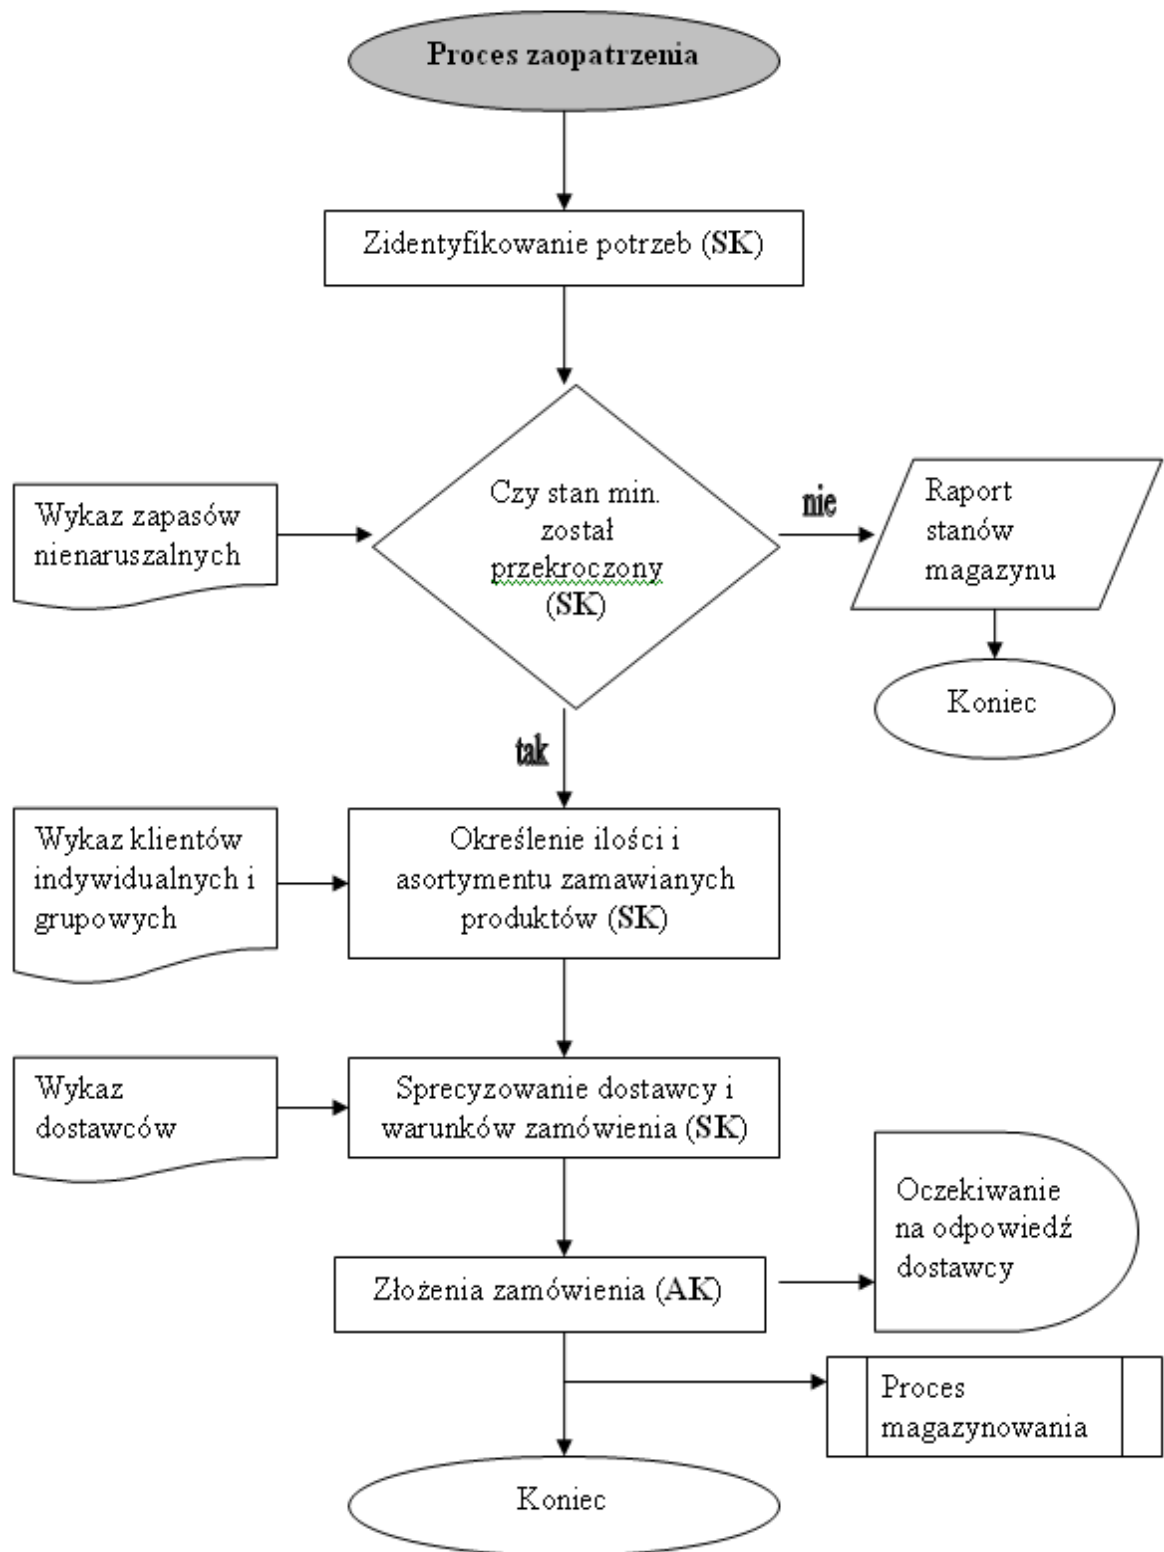 Proces zaopatrzenia
Zidentyfikowanie potrzeb (SK)
Wykaz zapasów
nienaruszalnych
Czy stan min.
został
przekroczony
(SK)
nie
Raport
stanów
magazynu
Koniec
tak
Wykaz klientów
indywidualnych i
grupowych
Określenie ilości i
asortymentu zamawianych
produktów (SK)
Wykaz
dostawców
Sprecyzowanie dostawcy i
warunków zamówienia (SK)
Oczekiwanie
na odpowiedź
dostawcy
Złożenia zamówienia (AK)
Proces
magazynowania
Koniec